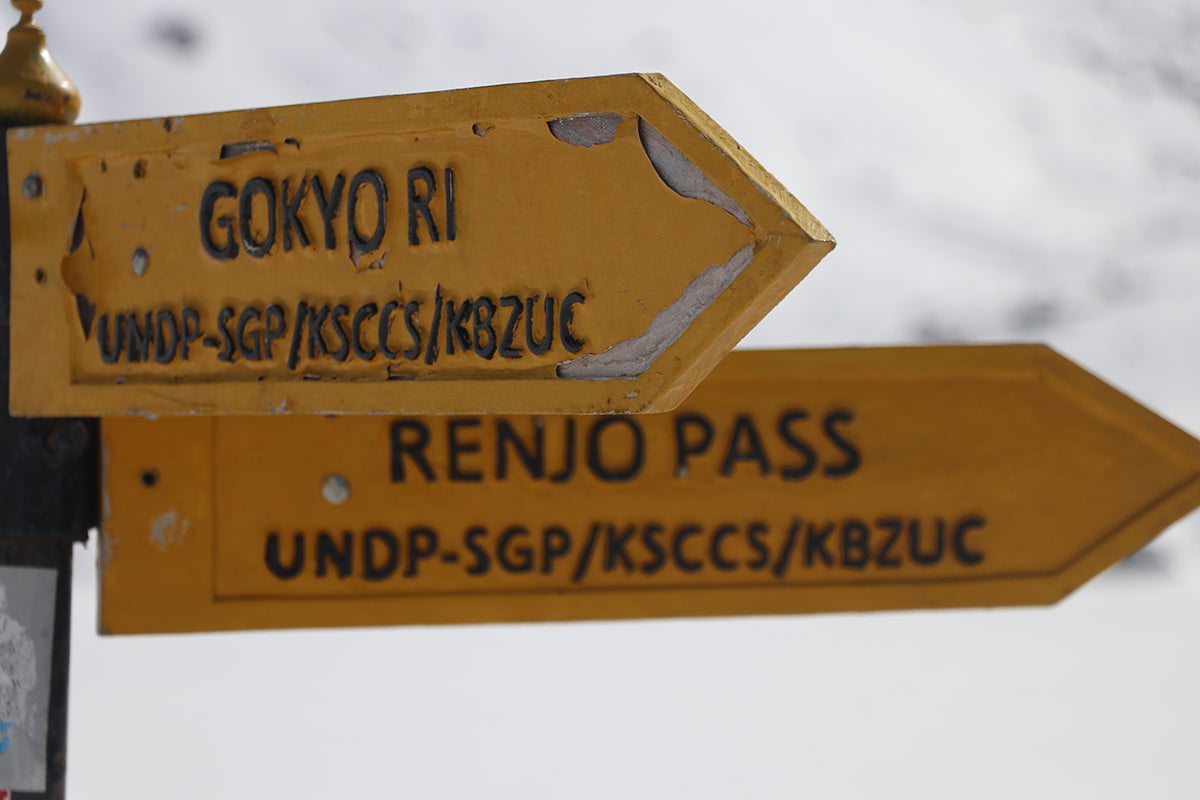 GOKYO RI
UNDP-SGP/KSCCS/KBZUC
RENJO PASS
UNDP-SGP/KSCCS/KBZUC